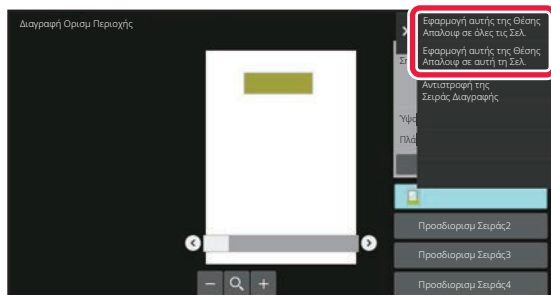 Διαγραφή Ορισμ Περιοχής
Εφαρμογή αυτής της Θέσης
Απαλοιφ σε όλες τις Σελ.
Εφαρμογή αυτής της Θέσης
Απαλοιφ σε αυτή τη Σελ.
Αντιστροφή της
Σειράς Διαγραφής
Προσδιορισμ Σειράς2
Προσδιορισμ Σειράς3
Προσδιορισμ Σειράς4